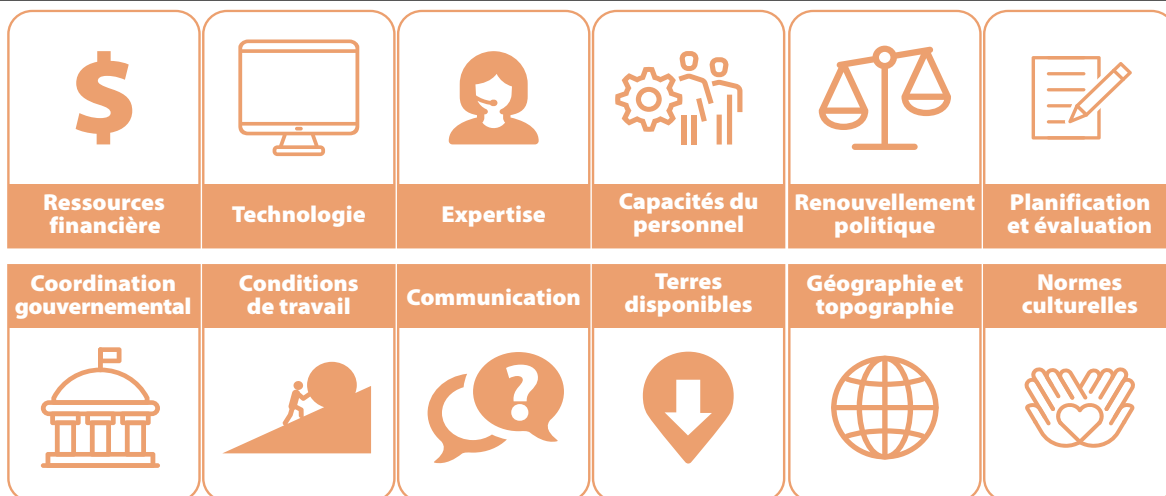 Ressources
financière
Technologie
Expertise
Capacités du
personnel
Renouvellement
politique
Planification
et évaluation
Coordination
gouvernemental
Conditions
de travail
Communication
Terres
disponibles
Géographie et
topographie
Normes
culturelles